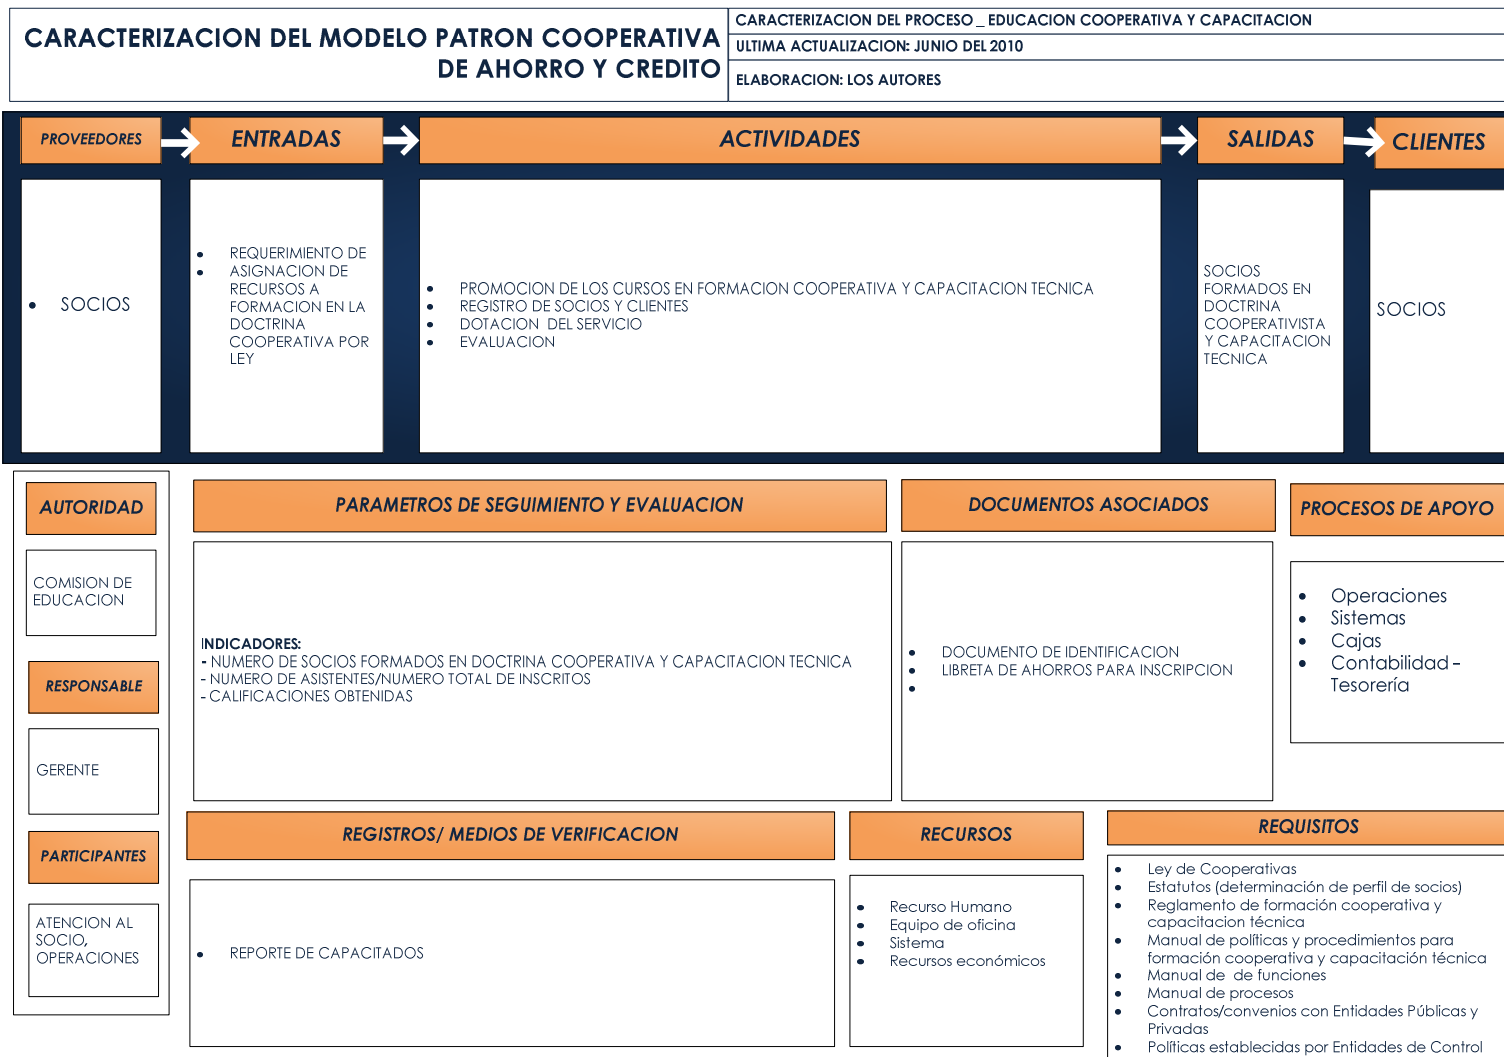 CARACTERIZACION DEL MODELO PATRON COOPERATIVA
DE AHORRO Y CREDITO
CARACTERIZACION DEL PROCESO _ EDUCACION COOPERATIVA Y CAPACITACION
ULTIMA ACTUALIZACION: JUNIO DEL 2010
ELABORACION: LOS AUTORES
PROVEEDORES
ENTRADAS
ACTIVIDADES
SALIDAS
CLIENTES
• SOCIOS
• REQUERIMIENTO DE
• ASIGNACION DE
RECURSOS A
FORMACION EN LA
DOCTRINA
COOPERATIVA POR
LEY
• PROMOCION DE LOS CURSOS EN FORMACION COOPERATIVA Y CAPACITACION TECNICA
• REGISTRO DE SOCIOS Y CLIENTES
• DOTACION DEL SERVICIO
• EVALUACION
SOCIOS
FORMADOS EN
DOCTRINA
COOPERATIVISTA
Y CAPACITACION
TECNICA
SOCIOS
AUTORIDAD
COMISION DE
EDUCACION
RESPONSABLE
GERENTE
PARTICIPANTES
ATENCION AL
SOCIO,
OPERACIONES
PARAMETROS DE SEGUIMIENTO Y EVALUACION
INDICADORES:
- NUMERO DE SOCIOS FORMADOS EN DOCTRINA COOPERATIVA Y CAPACITACION TECNICA
- NUMERO DE ASISTENTES/NUMERO TOTAL DE INSCRITOS
- CALIFICACIONES OBTENIDAS
DOCUMENTOS ASOCIADOS
• DOCUMENTO DE IDENTIFICACION
• LIBRETA DE AHORROS PARA INSCRIPCION
•
PROCESOS DE APOYO
• Operaciones
• Sistemas
• Cajas
• Contabilidad –
Tesorería
REGISTROS/ MEDIOS DE VERIFICACION
• REPORTE DE CAPACITADOS
RECURSOS
• Recurso Humano
• Equipo de oficina
• Sistema
• Recursos económicos
REQUISITOS
• Ley de Cooperativas
• Estatutos (determinación de perfil de socios)
• Reglamento de formación cooperativa y
capacitacion técnica
• Manual de políticas y procedimientos para
formación cooperativa y capacitación técnica
• Manual de de funciones
• Manual de procesos
• Contratos/convenios con Entidades Públicas y
Privadas
• Políticas establecidas por Entidades de Control